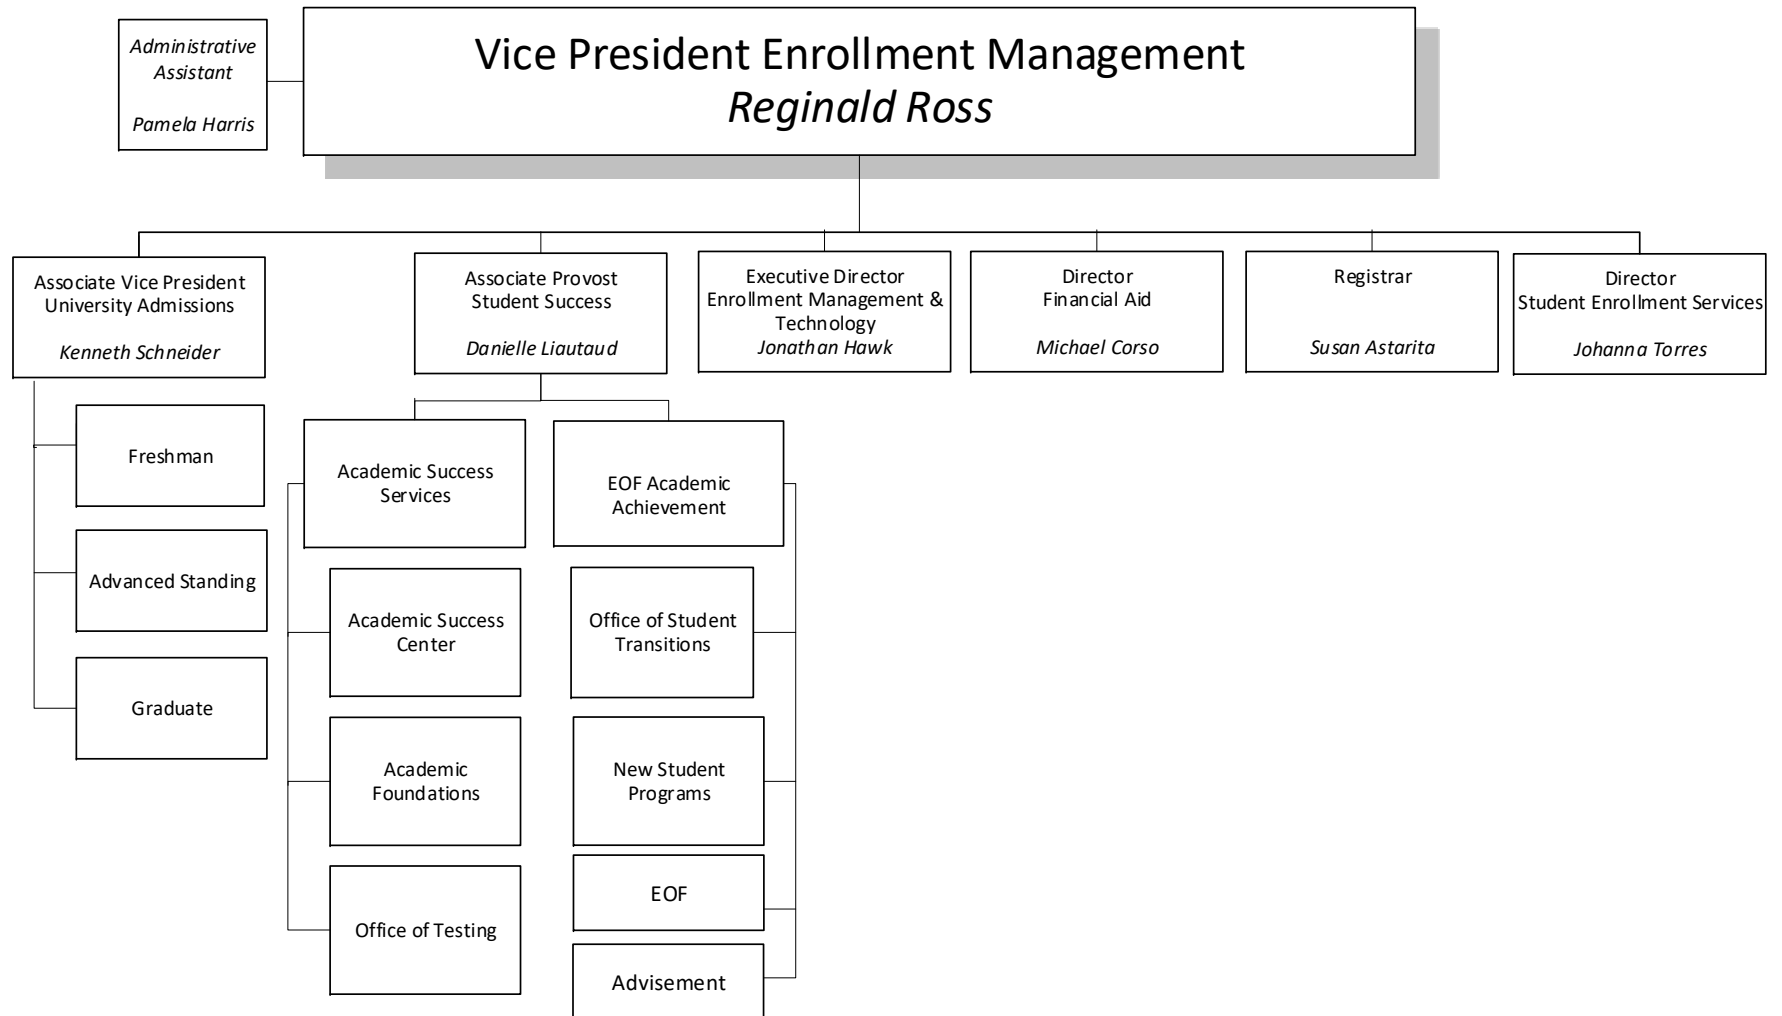 Administrative
Assistant
Pamela Harris
Vice President Enrollment Management
Reginald Ross
Associate Vice President
University Admissions
Kenneth Schneider
Associate Provost
Student Success
Danielle Liautaud
Executive Director
Enrollment Management &
Technology
Jonathan Hawk
Director
Financial Aid
Michael Corso
Registrar
Susan Astarita
Director
Student Enrollment Services
Johanna Torres
Freshman
Advanced Standing
Graduate
Academic Success
Services
Academic Success
Center
Academic
Foundations
Office of Testing
EOF Academic
Achievement
Office of Student
Transitions
New Student
Programs
EOF
Advisement